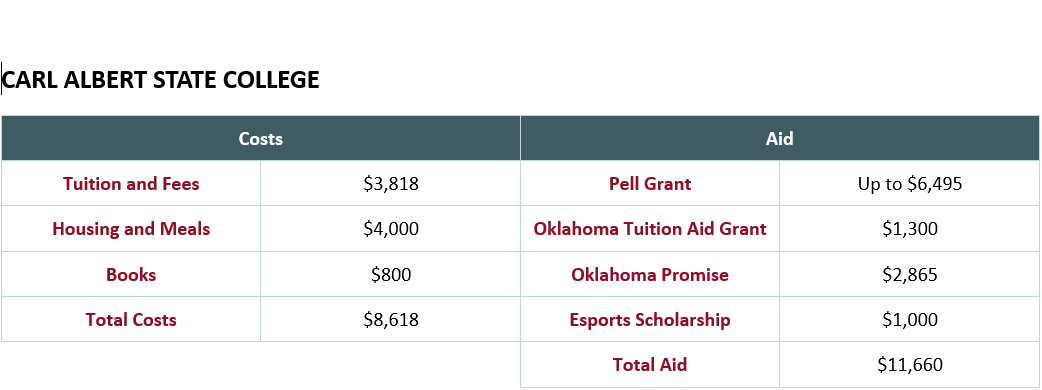 CARL ALBERT STATE COLLEGE
Costs Aid
Tuition and Fees $3,818 Pell Grant Up to $6,495
Housing and Meals $4,000 Oklahoma Tuition Aid Grant $1,300
Books $800 Oklahoma Promise $2,865
Total Costs $8,618 Esports Scholarship $1,000
Total Aid $11,660